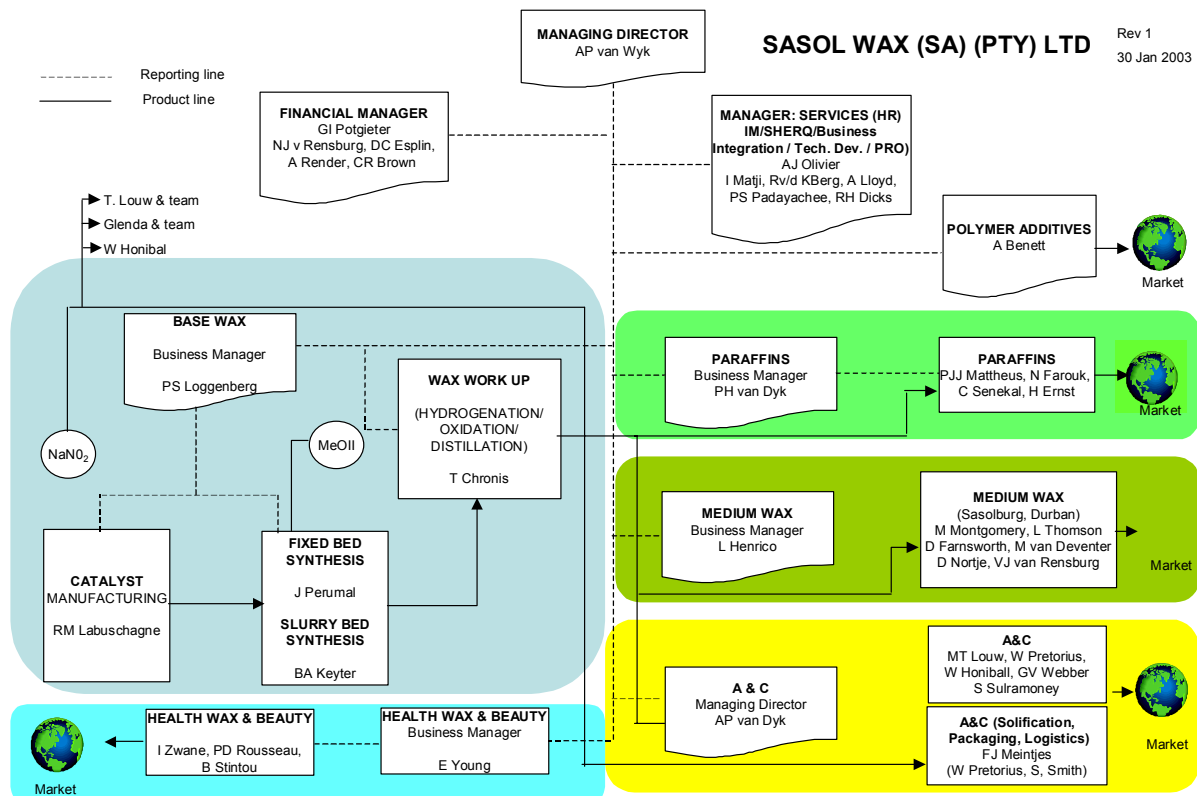 MANAGING DIRECTOR
AP van Wyk
SASOL WAX (SA) (PTY) LTD
Rev 1
30 Jan 2003
Reporting line
Product line
FINANCIAL MANAGER
GI Potgieter
NJ v Rensburg, DC Esplin,
A Render, CR Brown
MANAGER: SERVICES (HR)
IM/SHERQ/Business
Integration / Tech. Dev. / PRO)
AJ Olivier
I Matji, Rv/d KBerg, A Lloyd,
PS Padayachee, RH Dicks
T. Louw & team
Glenda & team
W Honibal
POLYMER ADDITIVES
A Benett
Market
BASE WAX
Business Manager
PS Loggenberg
WAX WORK UP
(HYDROGENATION/
OXIDATION/
DISTILLATION)
T Chronis
NaN0₂
MeOII
CATALYST
MANUFACTURING
RM Labuschagne
FIXED BED
SYNTHESIS
J Perumal
SLURRY BED
SYNTHESIS
BA Keyter
PARAFFINS
Business Manager
PH van Dyk
PARAFFINS
PJJ Mattheus, N Farouk,
C Senekal, H Ernst
Market
MEDIUM WAX
Business Manager
L Henrico
MEDIUM WAX
(Sasolburg, Durban)
M Montgomery, L Thomson
D Farnsworth, M van Deventer
D Nortje, VJ van Rensburg
Market
A & C
Managing Director
AP van Dyk
A&C
MT Louw, W Pretorius,
W Honiball, GV Webber
S Sulramoney
A&C (Solification,
Packaging, Logistics)
FJ Meintjes
(W Pretorius, S, Smith)
Market
HEALTH WAX & BEAUTY
I Zwane, PD Rousseau,
B Stintou
HEALTH WAX & BEAUTY
Business Manager
E Young
Market